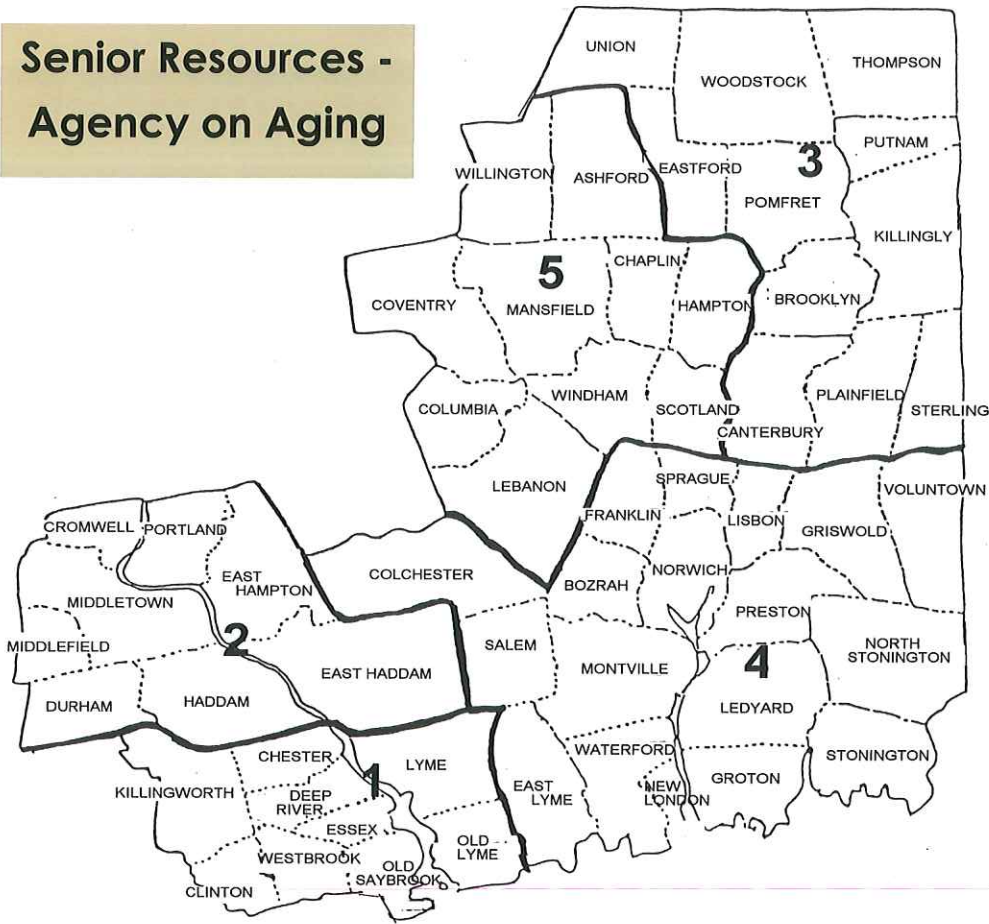 Senior Resources -
Agency on Aging
UNION
WOODSTOCK
THOMPSON
PUTNAM
WILLINGTON
ASHFORD
EASTFORD
3
POMFRET
KILLINGLY
COVENTRY
5
MANSFIELD
CHAPLIN
HAMPTON
BROOKLYN
COLUMBIA
WINDHAM
SCOTLAND
CANTERBURY
PLAINFIELD
STERLING
LEBANON
SPRAGUE
VOLUNTOWN
FRANKLIN
LISBON
GRISWOLD
CROMWELL
PORTLAND
EAST
HAMPTON
COLCHESTER
BOZRAH
NORWICH
MIDDLETOWN
PRESTON
MIDDLEFIELD
2
EAST HADDAM
SALEM
MONTVILLE
4
NORTH
STONINGTON
DURHAM
HADDAM
LEDYARD
CHESTER
1
LYME
WATERFORD
STONINGTON
KILLINGWORTH
DEEP
RIVER
EAST
LYME
NEW
LONDON
GROTON
ESSEX
WESTBROOK
OLD
SAYBROOK
OLD
LYME
CLINTON